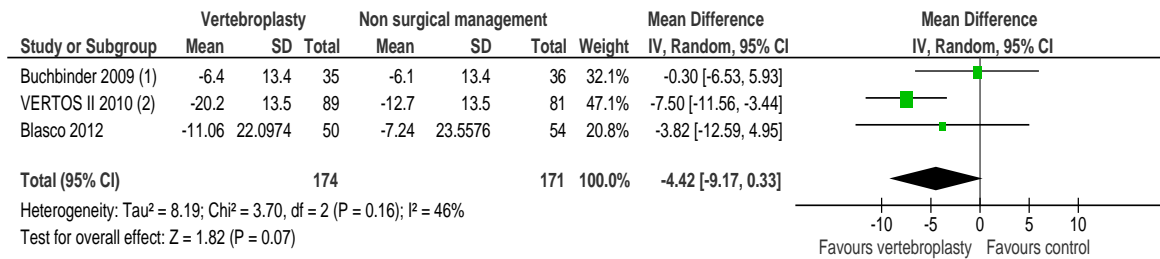 Vertebroplasty Non surgical management Mean Difference Mean Difference
Study or Subgroup Mean SD Total Mean SD Total Weight IV, Random, 95% CI IV, Random, 95% CI
Buchbinder 2009 (1) -6.4 13.4 35 -6.1 13.4 36 32.1% -0.30 [-6.53, 5.93]
VERTOS II 2010 (2) -20.2 13.5 89 -12.7 13.5 81 47.1% -7.50 [-11.56, -3.44]
Blasco 2012 -11.06 22.0974 50 -7.24 23.5576 54 20.8% -3.82 [-12.59, 4.95]
Total (95% CI) 174 171 100.0% -4.42 [-9.17, 0.33]
Heterogeneity: Tau² = 8.19; Chi² = 3.70, df = 2 (P = 0.16); I² = 46%
Test for overall effect: Z = 1.82 (P = 0.07)
-10 -5 0 5 10
Favours vertebroplasty Favours control